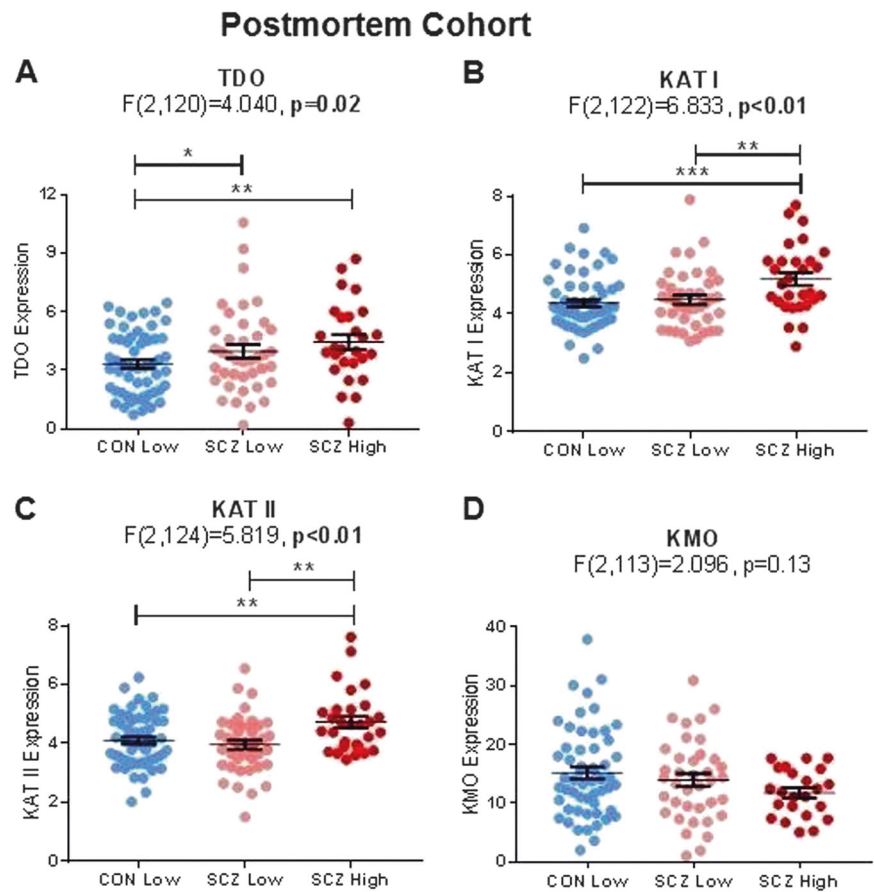 Postmortem Cohort
A
TDO
F(2,120)=4.040, p=0.02
*
**
12
9
6
3
0
TDO Expression
CON Low
SCZ Low
SCZ High
B
KAT I
F(2,122)=6.833, p<0.01
**
***
8
6
4
2
0
KAT I Expression
CON Low
SCZ Low
SCZ High
C
KAT II
F(2,124)=5.819, p<0.01
**
**
8
6
4
2
0
KAT II Expression
CON Low
SCZ Low
SCZ High
D
KMO
F(2,113)=2.096, p=0.13
40
30
20
10
0
KMO Expression
CON Low
SCZ Low
SCZ High